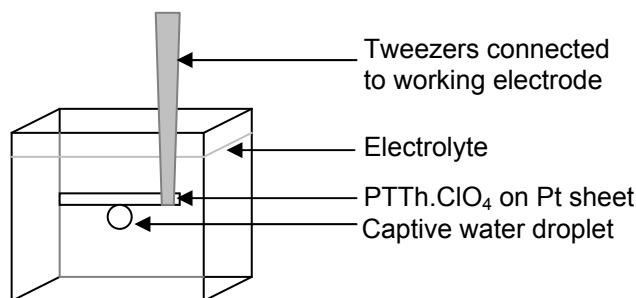 Tweezers connected
to working electrode
Electrolyte
PTTh.ClO₄ on Pt sheet
Captive water droplet